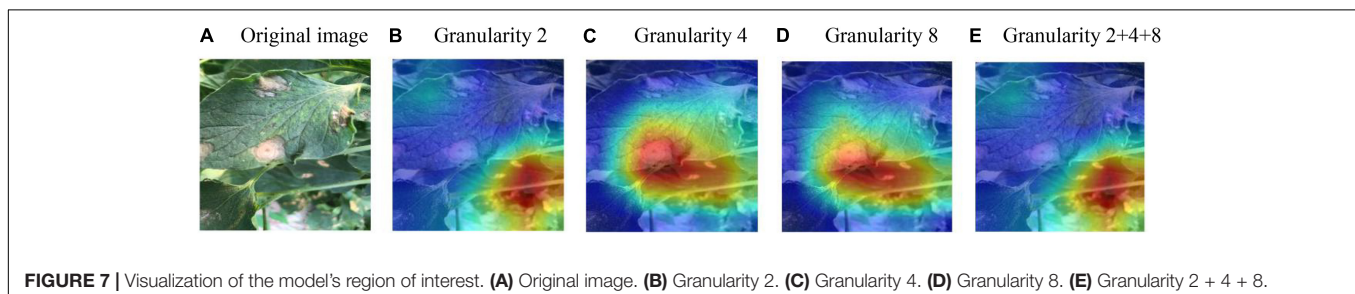 A Original image B Granularity 2 C Granularity 4 D Granularity 8 E Granularity 2+4+8
FIGURE 7 | Visualization of the model's region of interest. (A) Original image. (B) Granularity 2. (C) Granularity 4. (D) Granularity 8. (E) Granularity 2 + 4 + 8.